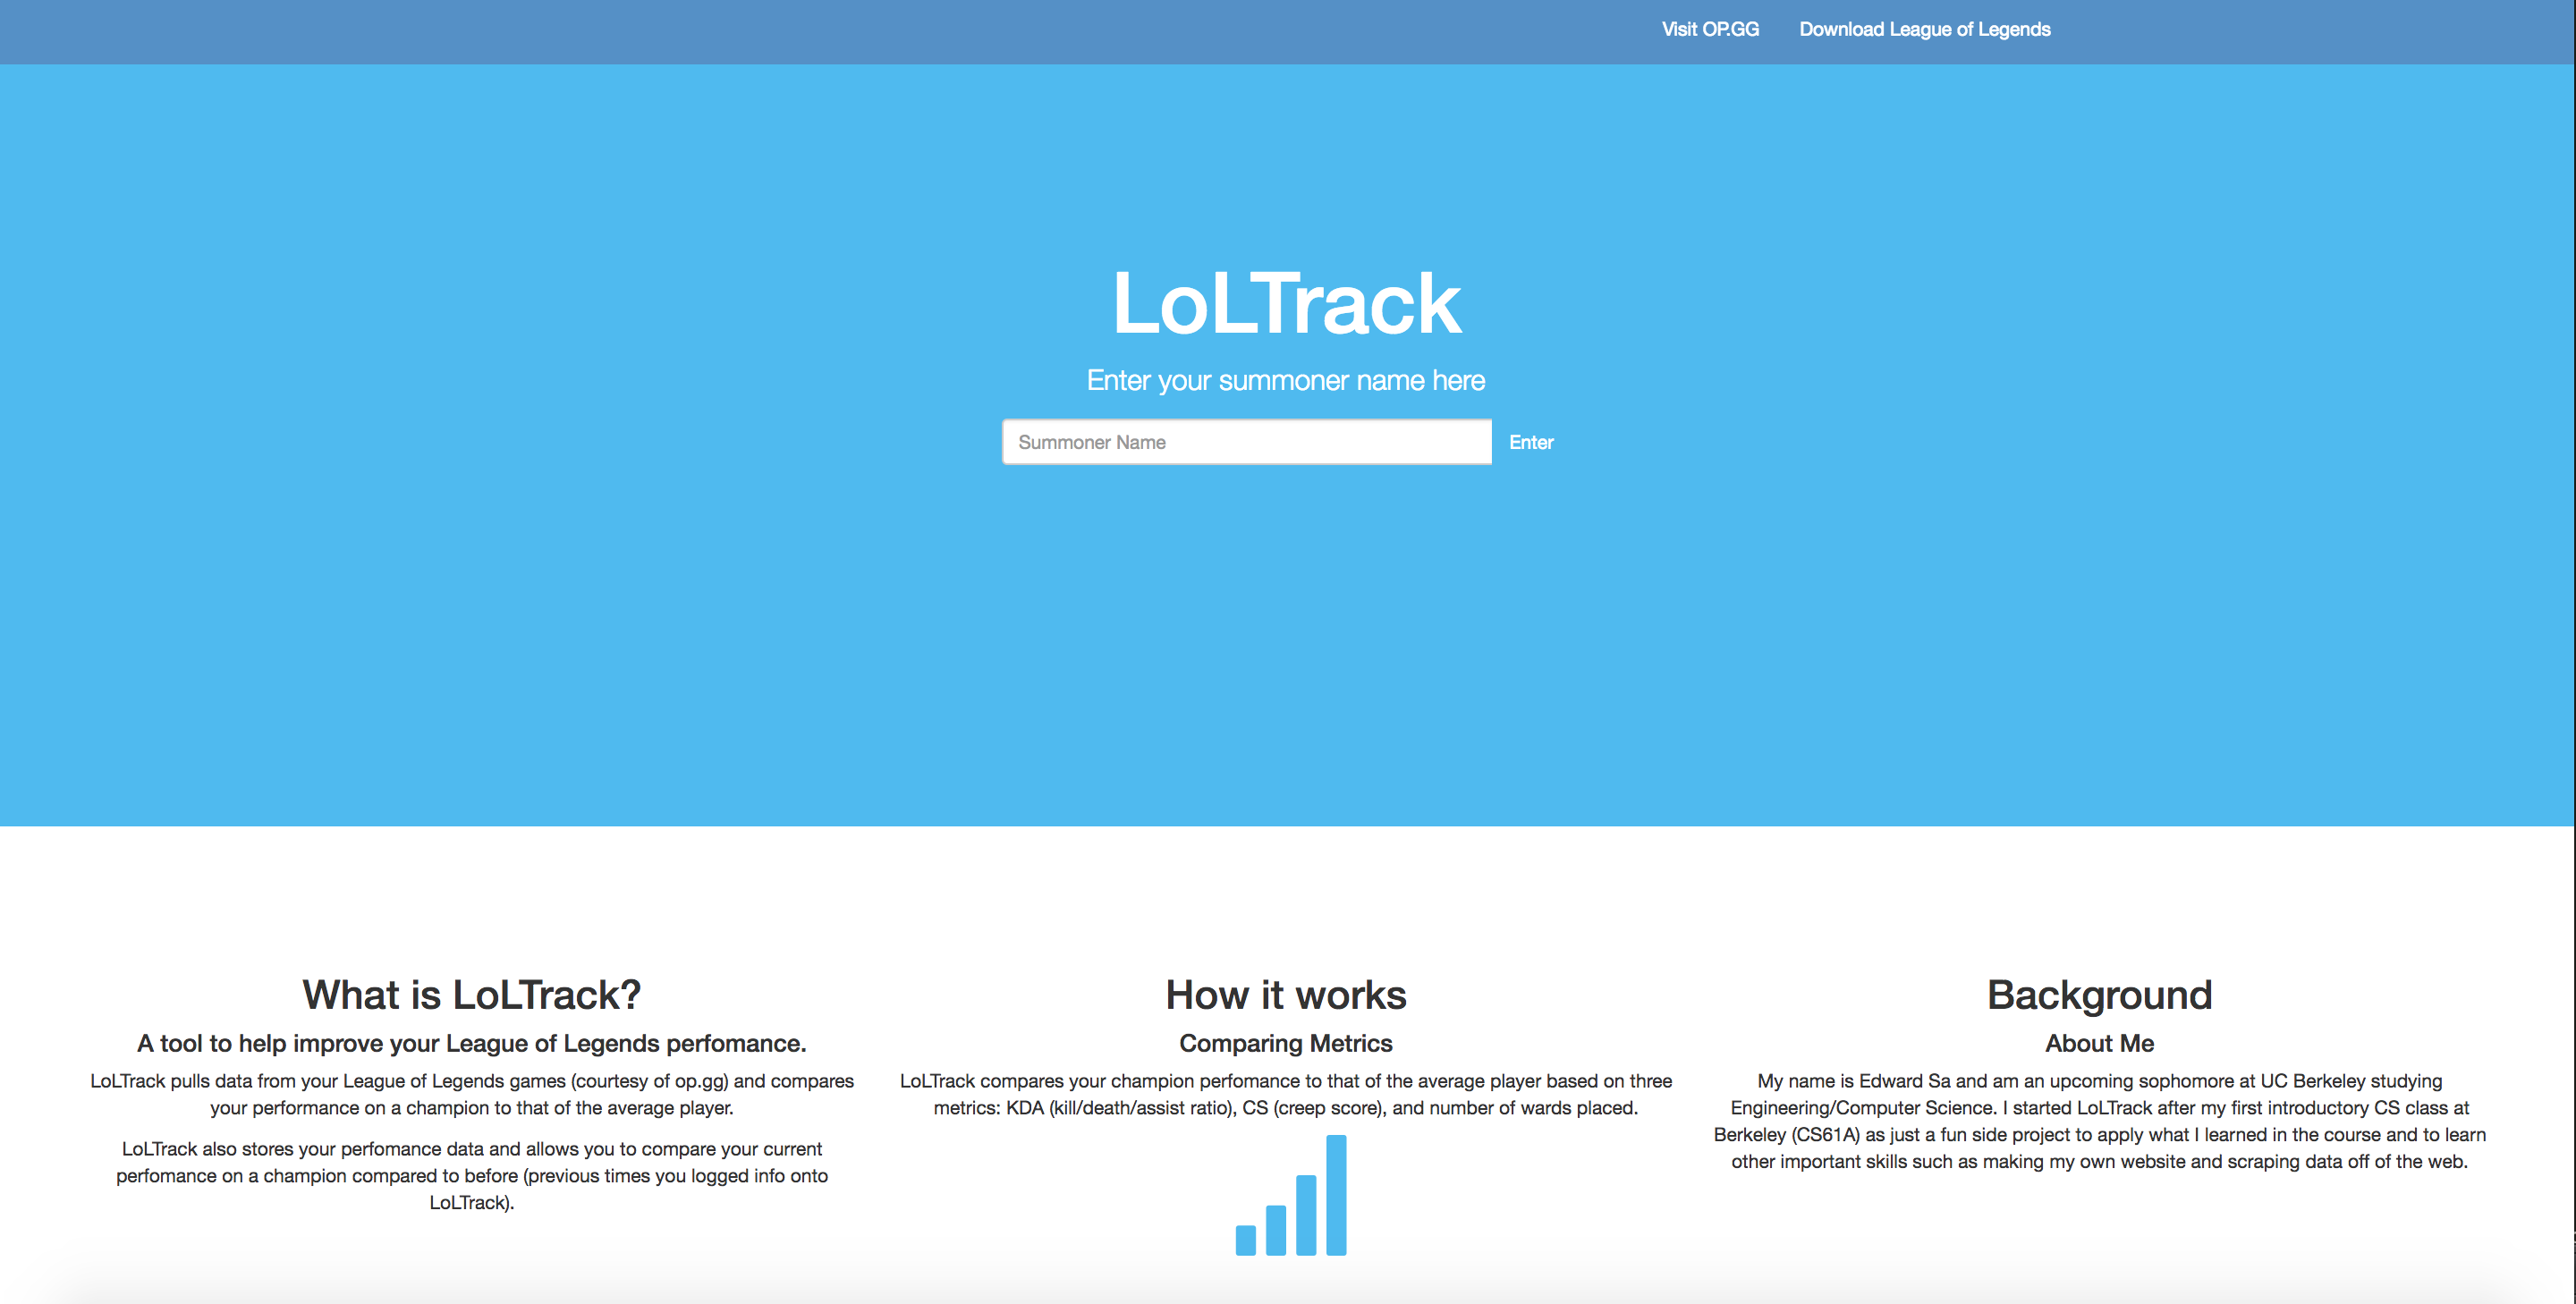 Visit OP.GG
Download League of Legends
LoLTrack
Enter your summoner name here
Summoner Name
Enter
What is LoLTrack?
A tool to help improve your League of Legends perfomance.
LoLTrack pulls data from your League of Legends games (courtesy of op.gg) and compares
your performance on a champion to that of the average player.
LoLTrack also stores your perfomance data and allows you to compare your current
perfomance on a champion compared to before (previous times you logged info onto
LoLTrack).
How it works
Comparing Metrics
LoLTrack compares your champion perfomance to that of the average player based on three
metrics: KDA (kill/death/assist ratio), CS (creep score), and number of wards placed.
Background
About Me
My name is Edward Sa and am an upcoming sophomore at UC Berkeley studying
Engineering/Computer Science. I started LoLTrack after my first introductory CS class at
Berkeley (CS61A) as just a fun side project to apply what I learned in the course and to learn
other important skills such as making my own website and scraping data off of the web.